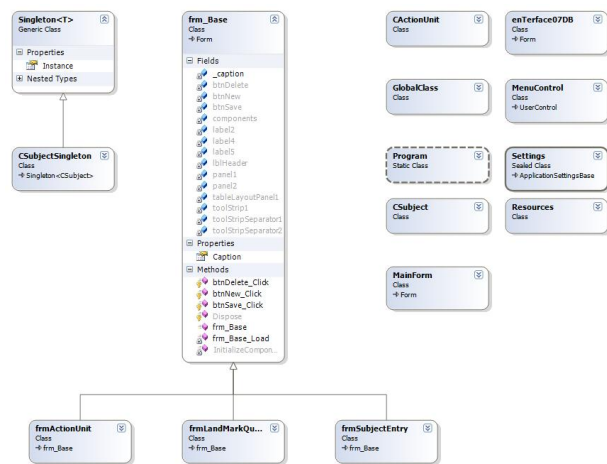 Singleton<T>
Generic Class
Properties
Instance
Nested Types
CSubjectSingleton
Class
Singleton<CSubject>
frm_Base
Class
Form
Fields
_caption
btnDelete
btnNew
btnSave
components
label2
label4
label5
lblHeader
panel1
panel2
tableLayoutPanel1
toolStrip1
toolStripSeparator1
toolStripSeparator2
Properties
Caption
Methods
btnDelete_Click
btnNew_Click
btnSave_Click
Dispose
frm_Base
frm_Base_Load
InitializeCompon...
CActionUnit
Class
enTerface07DB
Class
Form
GlobalClass
Class
MenuControl
Class
UserControl
Program
Static Class
Settings
Sealed Class
ApplicationSettingsBase
CSubject
Class
Resources
Class
MainForm
Class
Form
frmActionUnit
Class
frm_Base
frmLandMarkQu...
Class
frm_Base
frmSubjectEntry
Class
frm_Base